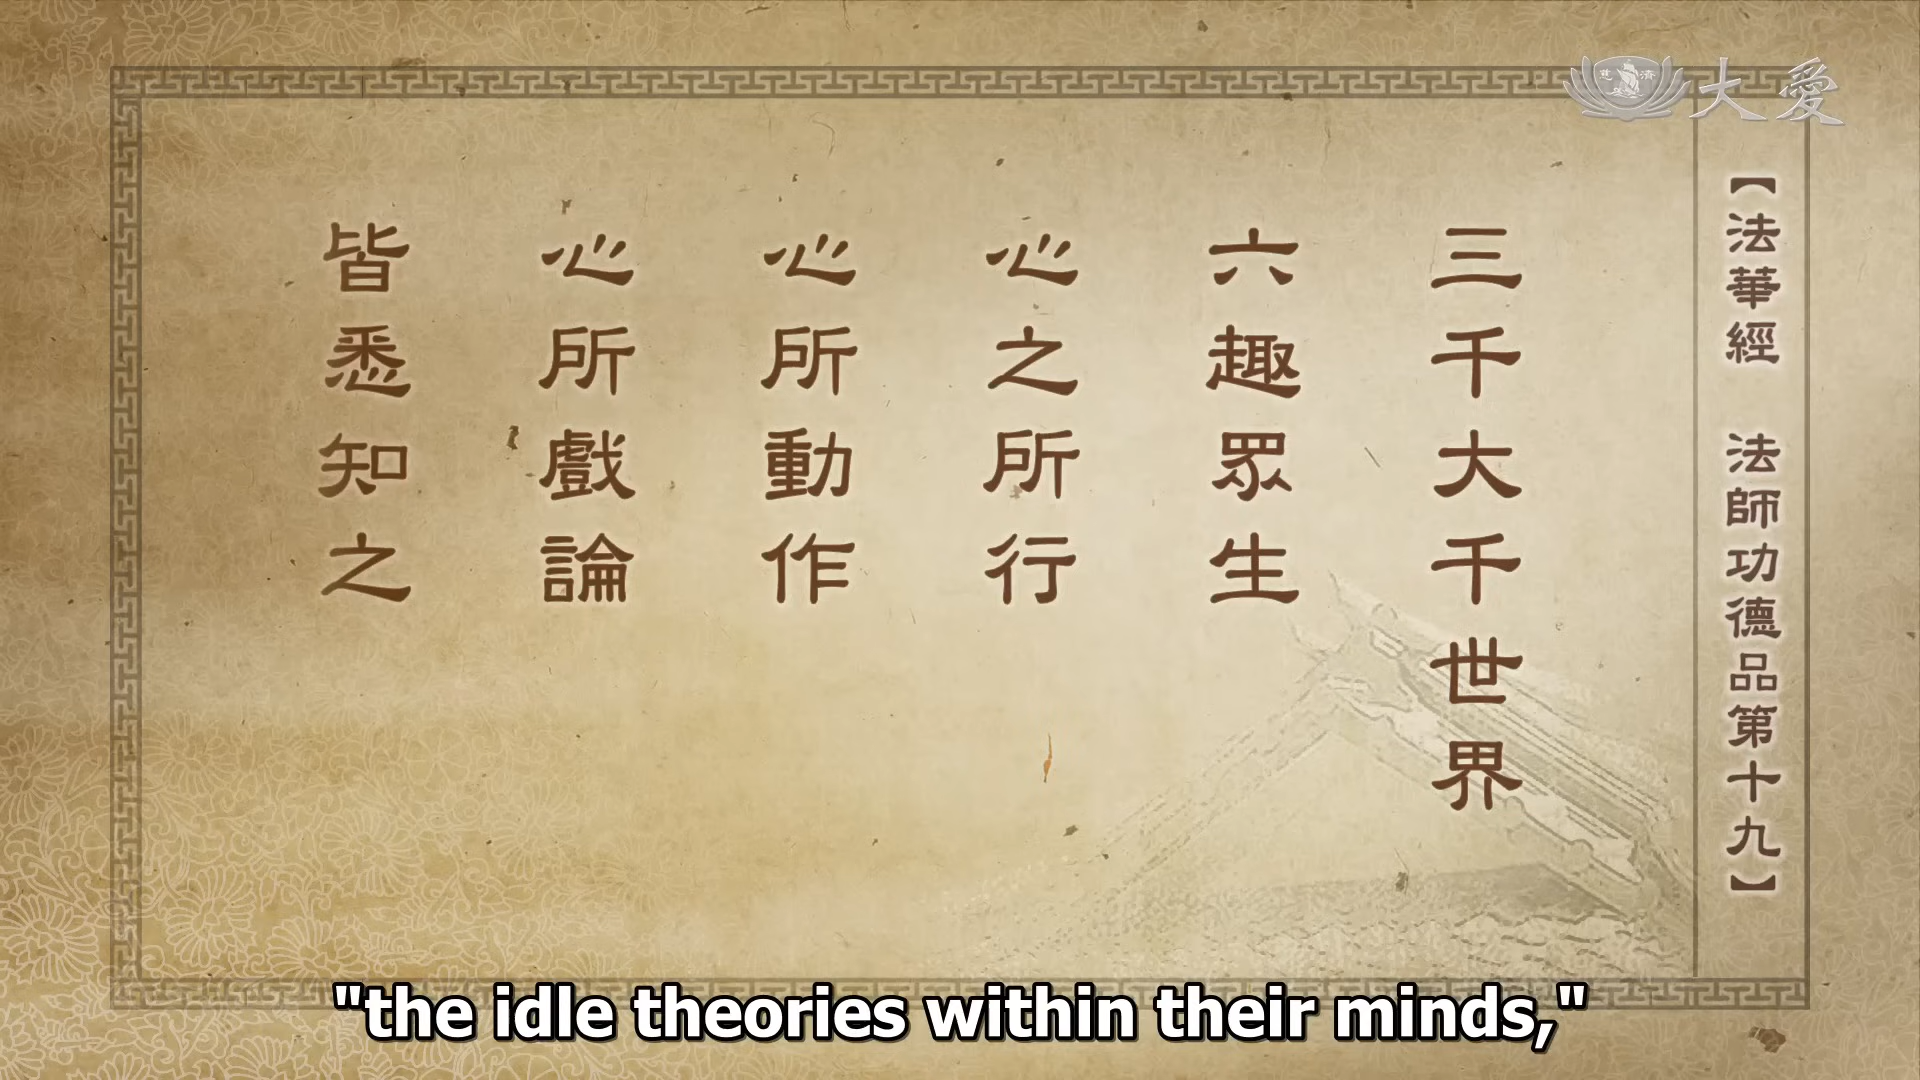 慈濟
大愛
【法華經 法師功德品第十九】
三千大千世界
六趣眾生
心之所行
心所動作
心所戲論
皆悉知之
"the idle theories within their minds,"